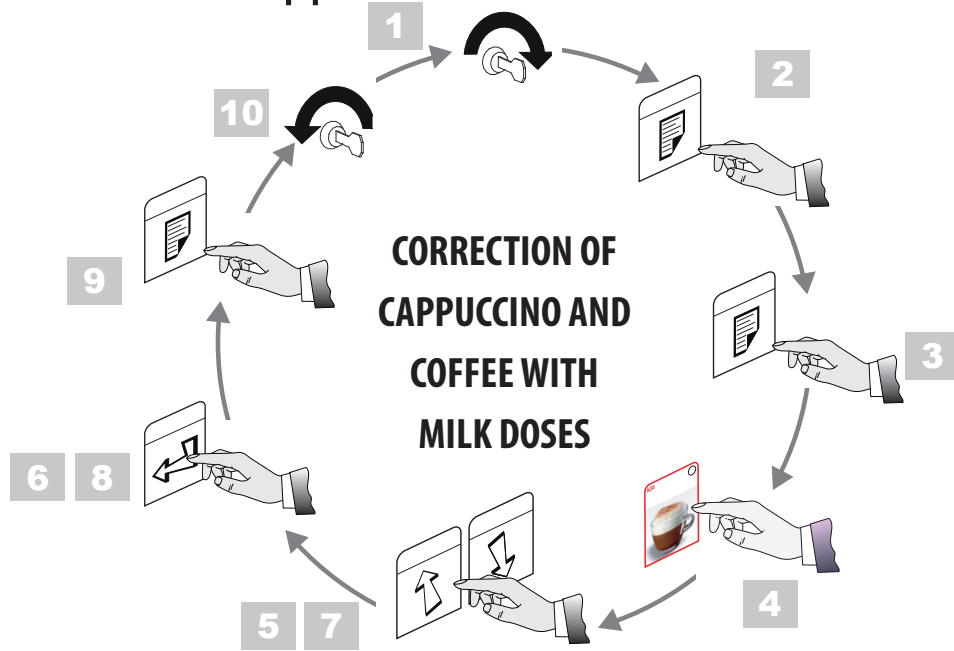 1
2
10
CORRECTION OF
CAPPUCCINO AND
COFFEE WITH
MILK DOSES
9
3
6 8
4
5 7